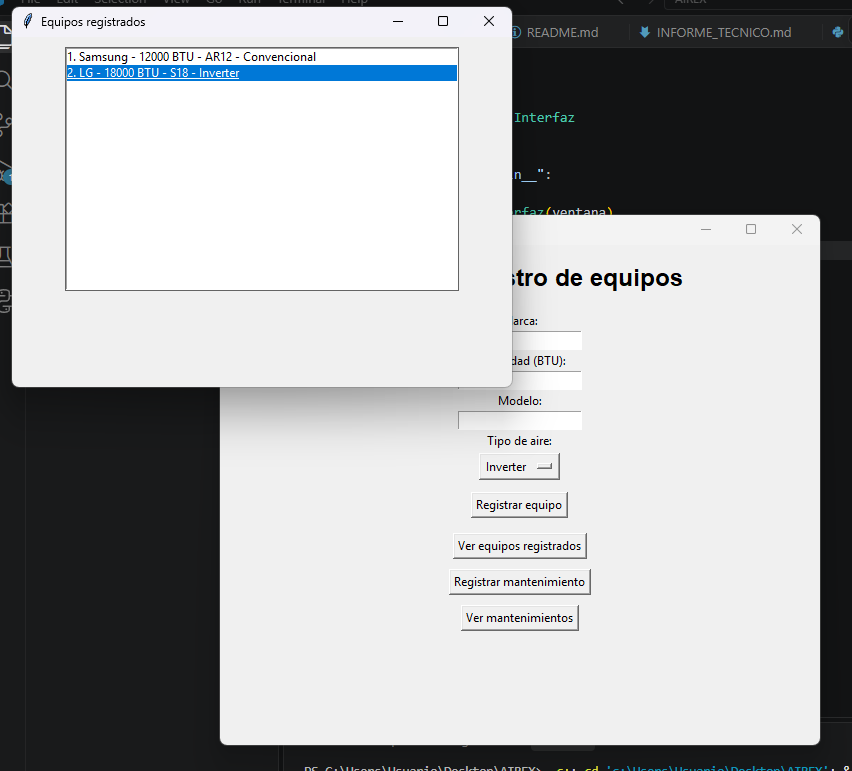 Equipos registrados
1. Samsung - 12000 BTU - AR12 - Convencional
2. LG - 18000 BTU - S18 - Inverter
README.md
INFORME_TECNICO.md
Interfaz
n__":
rfaz(ventana)
stro de equipos
arca:
dad (BTU):
Modelo:
Tipo de aire:
Inverter
Registrar equipo
Ver equipos registrados
Registrar mantenimiento
Ver mantenimientos